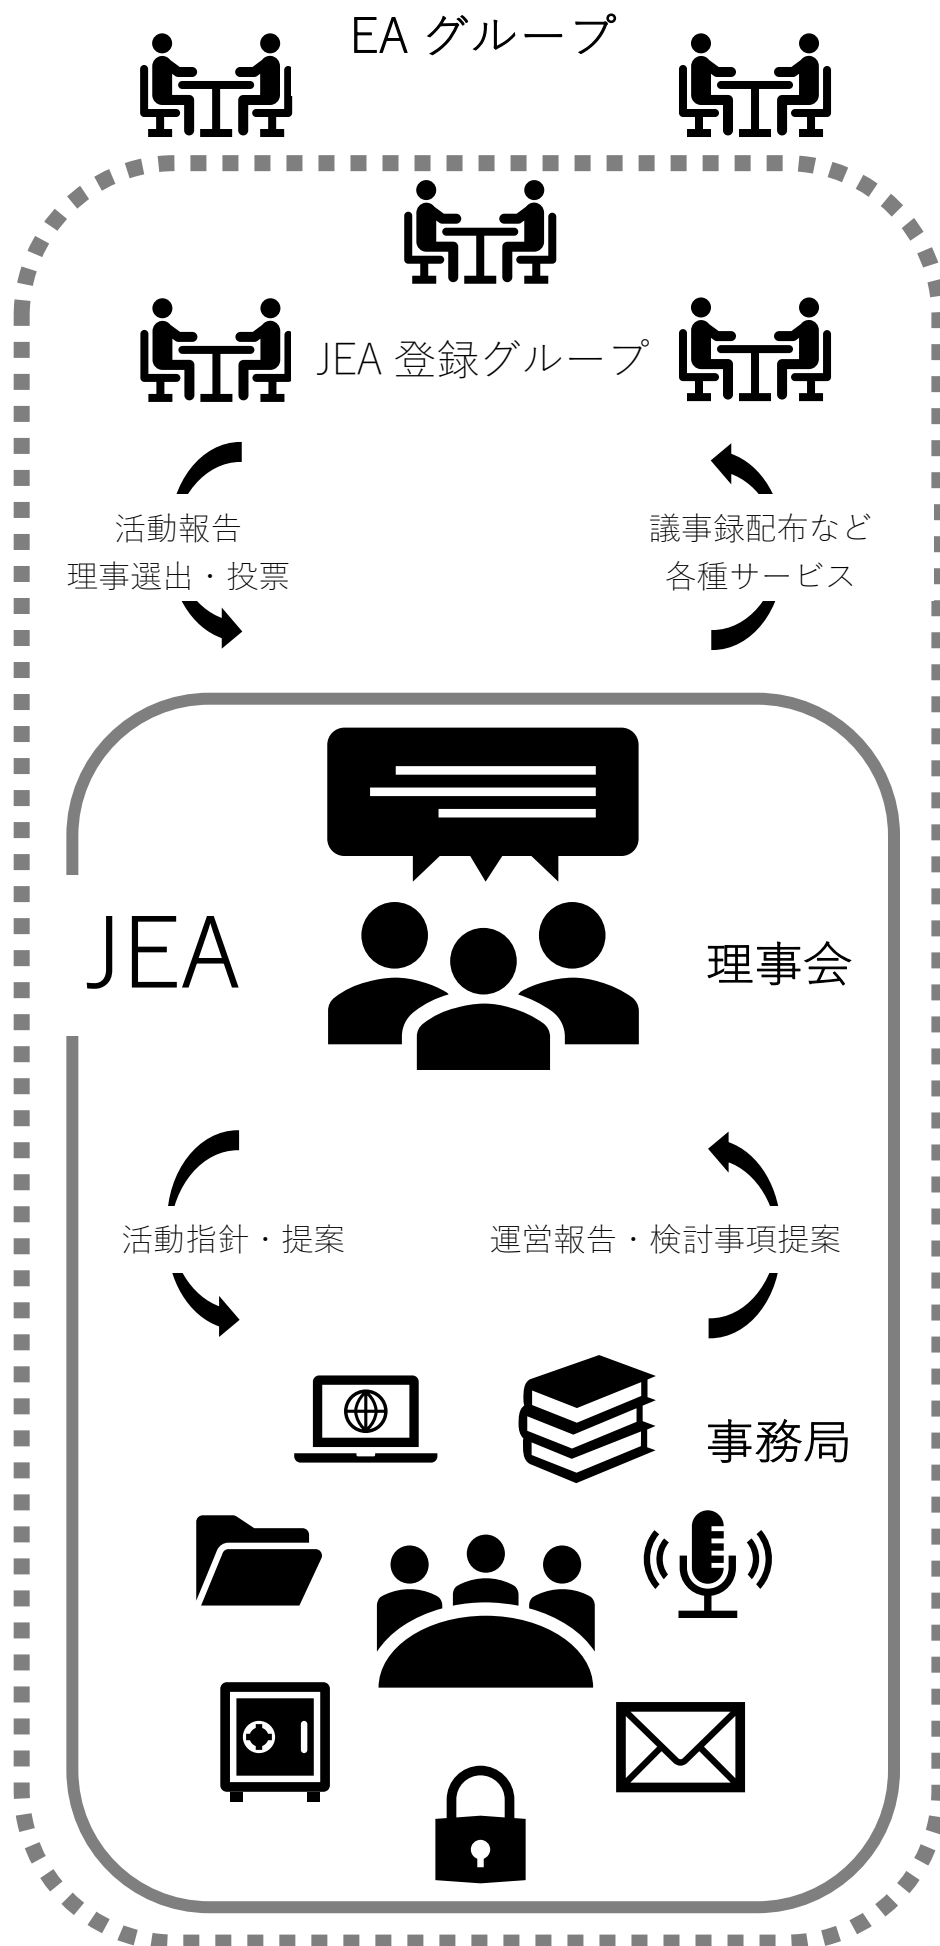 EA グループ
JEA 登録グループ
活動報告
理事選出・投票
議事録配布など
各種サービス
JEA
理事会
活動指針・提案
運営報告・検討事項提案
事務局